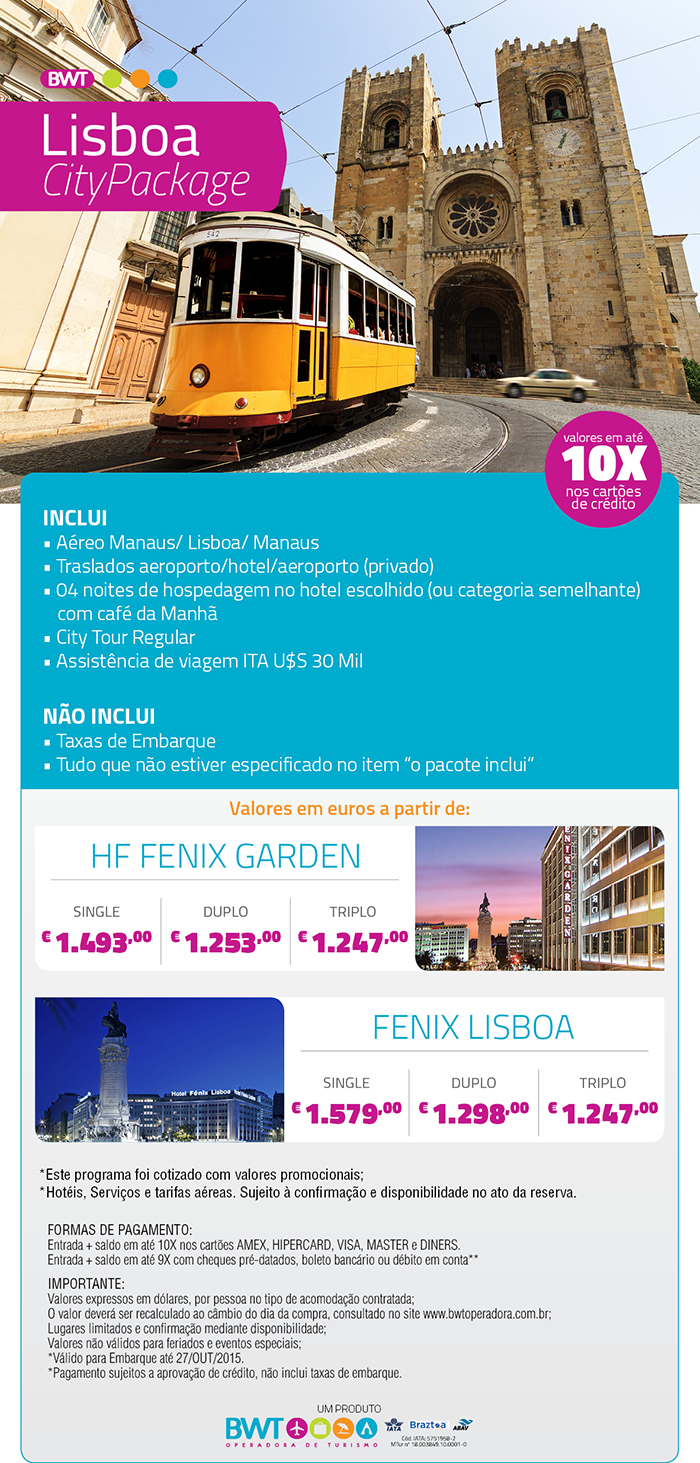 BWT
Lisboa
CityPackage
542
valores em até
10X
nos cartões
de crédito
INCLUI
▪ Aéreo Manaus/ Lisboa/ Manaus
▪ Traslados aeroporto/hotel/aeroporto (privado)
▪ 04 noites de hospedagem no hotel escolhido (ou categoria semelhante)
com café da Manhã
▪ City Tour Regular
▪ Assistência de viagem ITA U$S 30 Mil
NÃO INCLUI
▪ Taxas de Embarque
▪ Tudo que não estiver especificado no item “o pacote inclui“
Valores em euros a partir de:
HF FENIX GARDEN
SINGLE DUPLO TRIPLO
€ 1.493,00 € 1.253,00 € 1.247,00
FENIX GARDEN
Hotel Fénix Lisboa
FENIX LISBOA
SINGLE DUPLO TRIPLO
€ 1.579,00 € 1.298,00 € 1.247,00
*Este programa foi cotizado com valores promocionais;
*Hotéis, Serviços e tarifas aéreas. Sujeito à confirmação e disponibilidade no ato da reserva.
FORMAS DE PAGAMENTO:
Entrada + saldo em até 10X nos cartões AMEX, HIPERCARD, VISA, MASTER e DINERS.
Entrada + saldo em até 9X com cheques pré-datados, boleto bancário ou débito em conta**
IMPORTANTE:
Valores expressos em dólares, por pessoa no tipo de acomodação contratada;
O valor deverá ser recalculado ao câmbio do dia da compra, consultado no site www.bwtoperadora.com.br;
Lugares limitados e confirmação mediante disponibilidade;
Valores não válidos para feriados e eventos especiais;
*Válido para Embarque até 27/OUT/2015.
*Pagamento sujeitos a aprovação de crédito, não inclui taxas de embarque.
UM PRODUTO
BWT
OPERADORA DE TURISMO
IATA Braztoa ABAV
Cód. IATA: 5751958-2
MTur nº 18.003849.10.0001-0